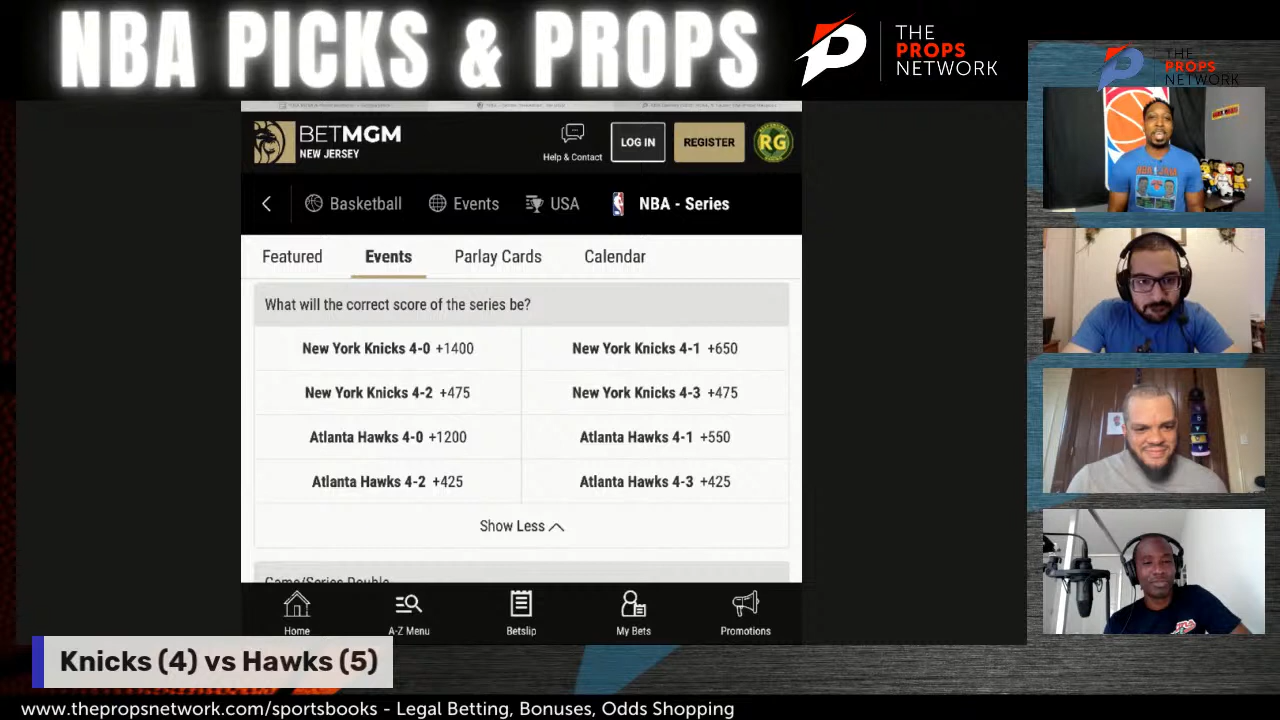 NBA PICKS & PROPS
THE
PROPS
NETWORK
THE
PROPS
NETWORK
BETMGM
NEW JERSEY
Help & Contact
LOG IN
REGISTER
RG
Basketball
Events
USA
NBA - Series
Featured
Events
Parlay Cards
Calendar
What will the correct score of the series be?
New York Knicks 4-0 +1400
New York Knicks 4-1 +650
New York Knicks 4-2 +475
New York Knicks 4-3 +475
Atlanta Hawks 4-0 +1200
Atlanta Hawks 4-1 +550
Atlanta Hawks 4-2 +425
Atlanta Hawks 4-3 +425
Show Less
Game/Series Double
Home
A-Z Menu
Betslip
My Bets
Promotions
Knicks (4) vs Hawks (5)
www.thepropsnetwork.com/sportsbooks - Legal Betting, Bonuses, Odds Shopping